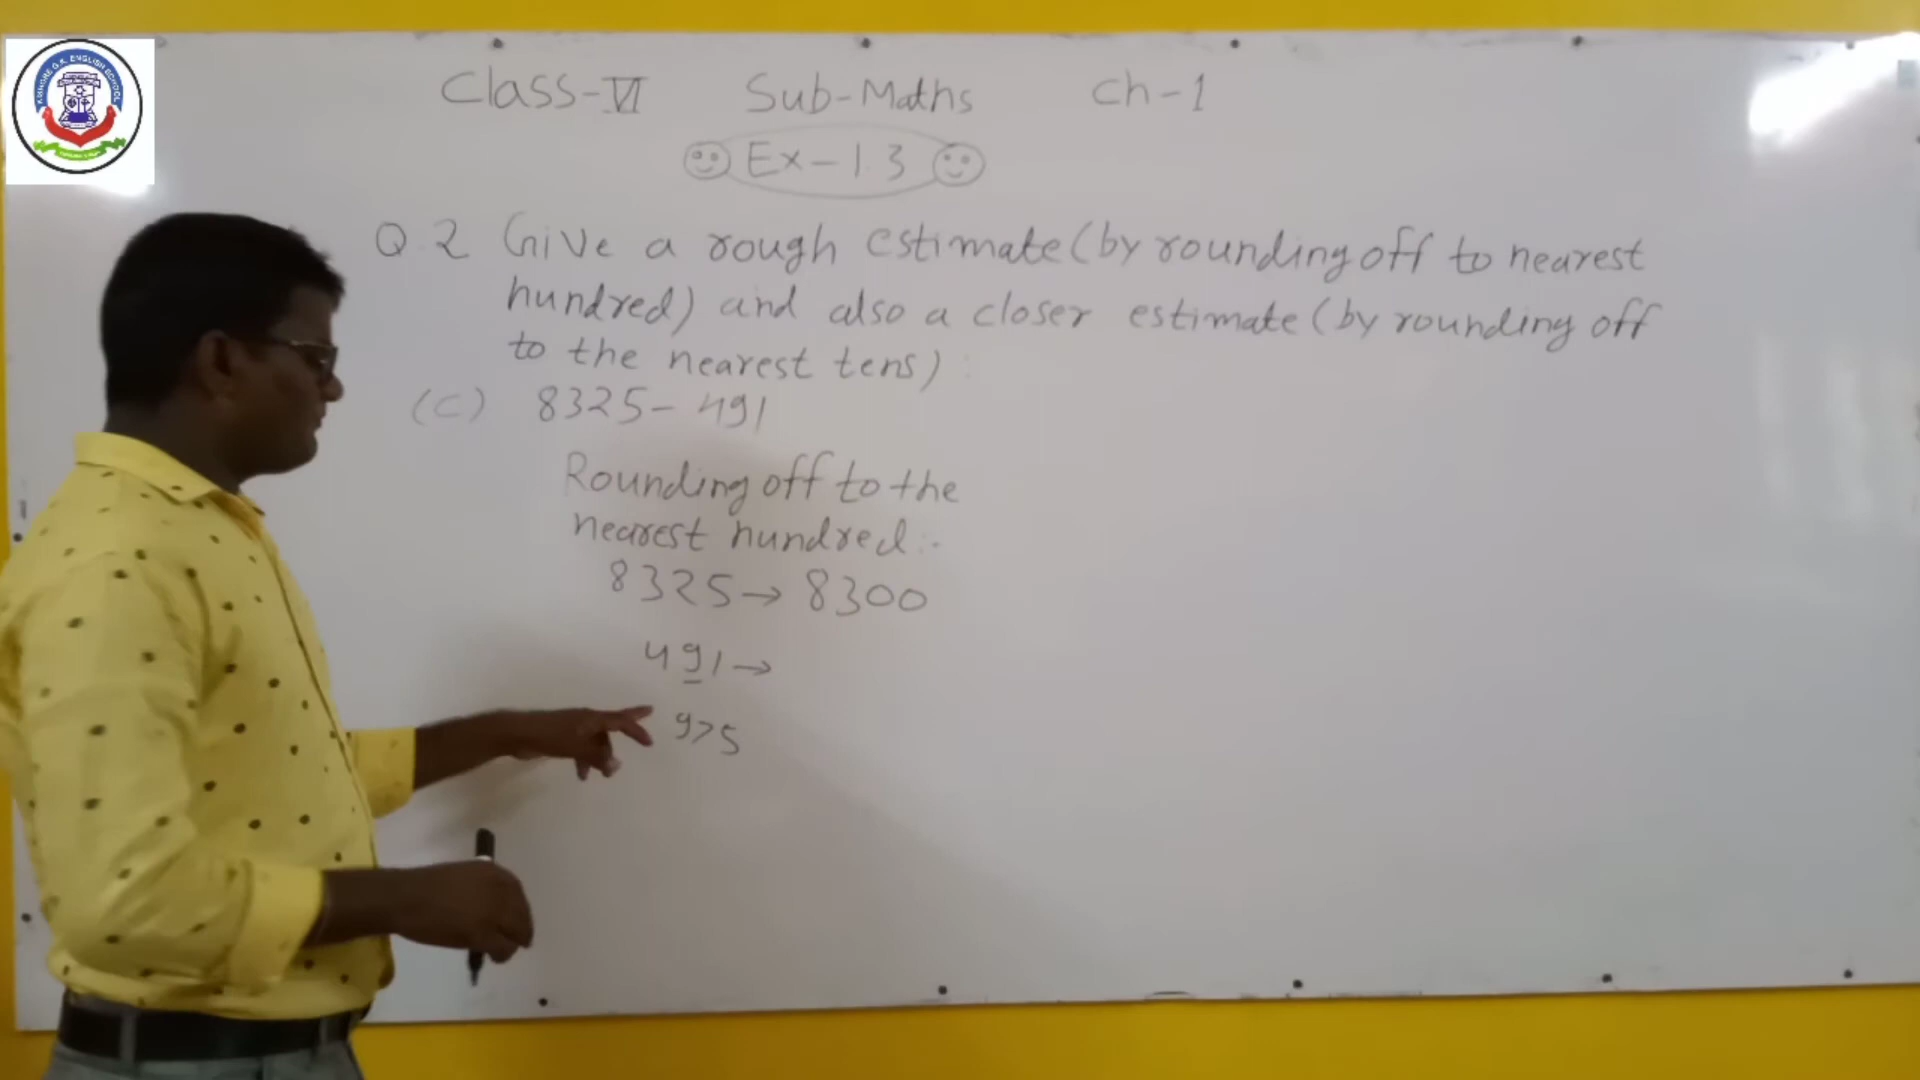 Class-VI Sub-Maths Ch-1
Ex-1.3
Q.2 Give a rough estimate (by rounding off to nearest
hundred) and also a closer estimate (by rounding off
to the nearest tens) :
(C) 8325 - 491
Rounding off to the
nearest hundred :-
8325 → 8300
491 →
9>5